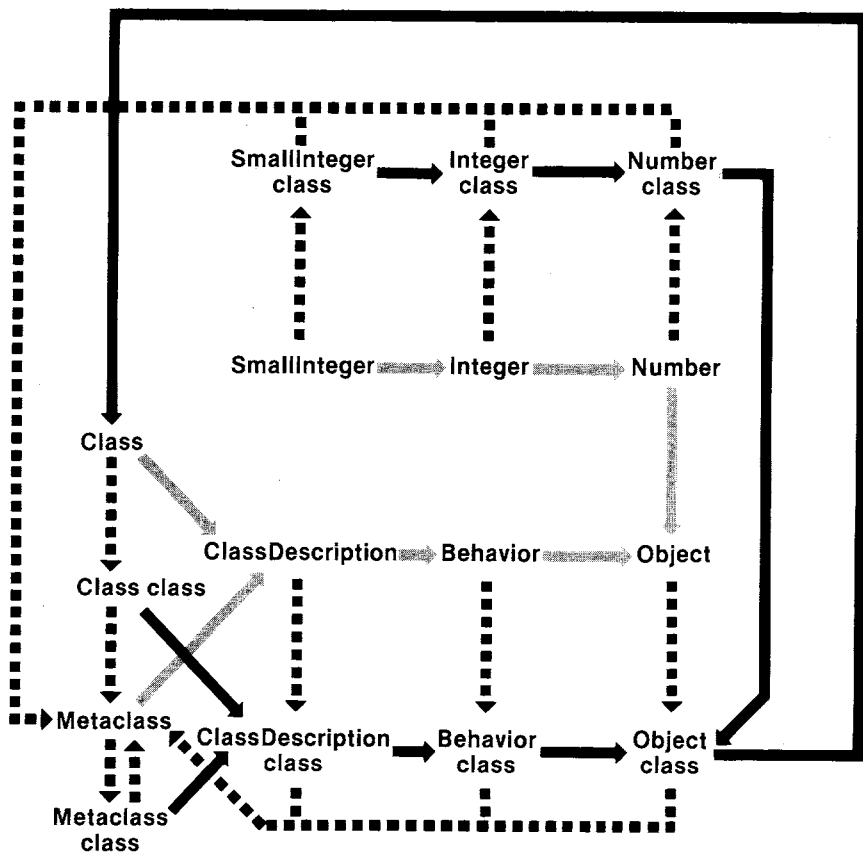 SmallInteger
class
Integer
class
Number
class
SmallInteger
Integer
Number
Class
ClassDescription
Behavior
Object
Class class
Metaclass
ClassDescription
class
Behavior
class
Object
class
Metaclass
class